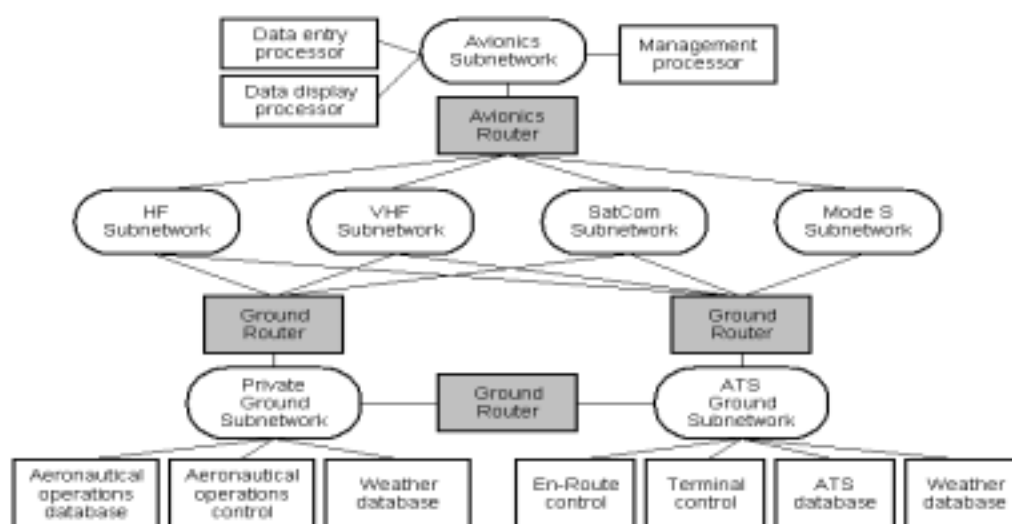 Data entry
processor
Avionics
Subnetwork
Management
processor
Data display
processor
Avionics
Router
HF
Subnetwork
VHF
Subnetwork
SatCom
Subnetwork
Mode S
Subnetwork
Ground
Router
Ground
Router
Private
Ground
Subnetwork
Ground
Router
ATS
Ground
Subnetwork
Aeronautical
operations
database
Aeronautical
operations
control
Weather
database
En-Route
control
Terminal
control
ATS
database
Weather
database